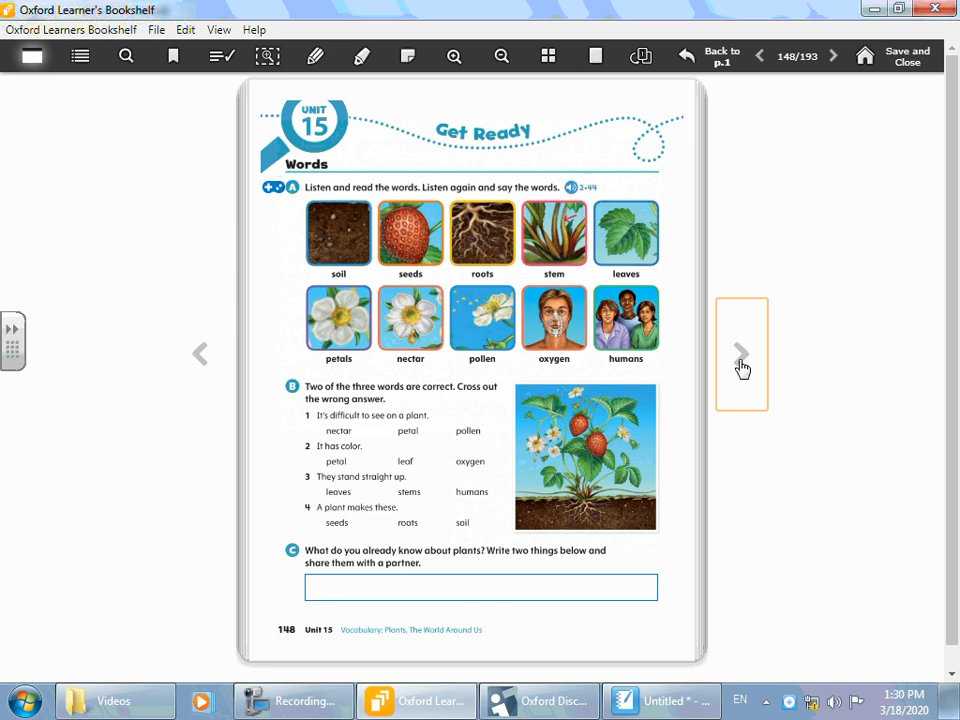 Oxford Learner's Bookshelf
Oxford Learners Bookshelf File Edit View Help
Back to p.1
148/193
Save and Close
UNIT
15
Get Ready
Words
A Listen and read the words. Listen again and say the words. 2•44
soil seeds roots stem leaves
petals nectar pollen oxygen humans
B Two of the three words are correct. Cross out
the wrong answer.
1 It's difficult to see on a plant.
nectar petal pollen
2 It has color.
petal leaf oxygen
3 They stand straight up.
leaves stems humans
4 A plant makes these.
seeds roots soil
C What do you already know about plants? Write two things below and
share them with a partner.
148 Unit 15 Vocabulary: Plants, The World Around Us
Videos Recording... Oxford Lear... Oxford Disc... Untitled * - ... EN 1:30 PM
3/18/2020